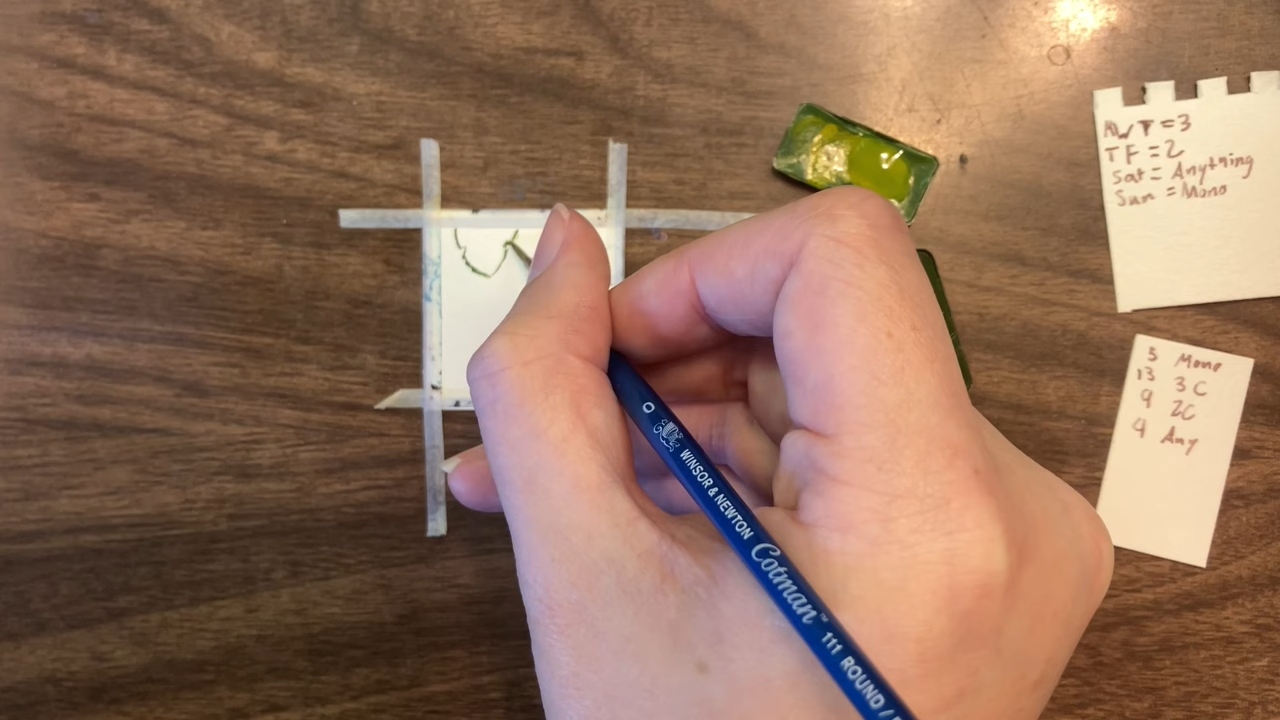 MWT=3
TF=2
Sat= Anything
Sun =Mono
5 Mono
13 3C
9 2C
4 Any
0 WINSOR & NEWTON Cotman™ 111 ROUND /